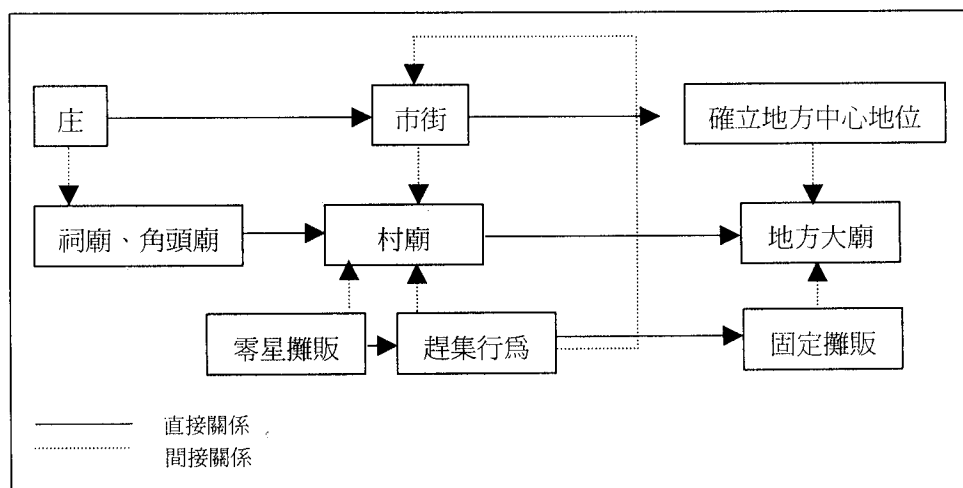 庄
市街
確立地方中心地位
祠廟、角頭廟
村廟
地方大廟
零星攤販
趕集行爲
固定攤販
直接關係
間接關係